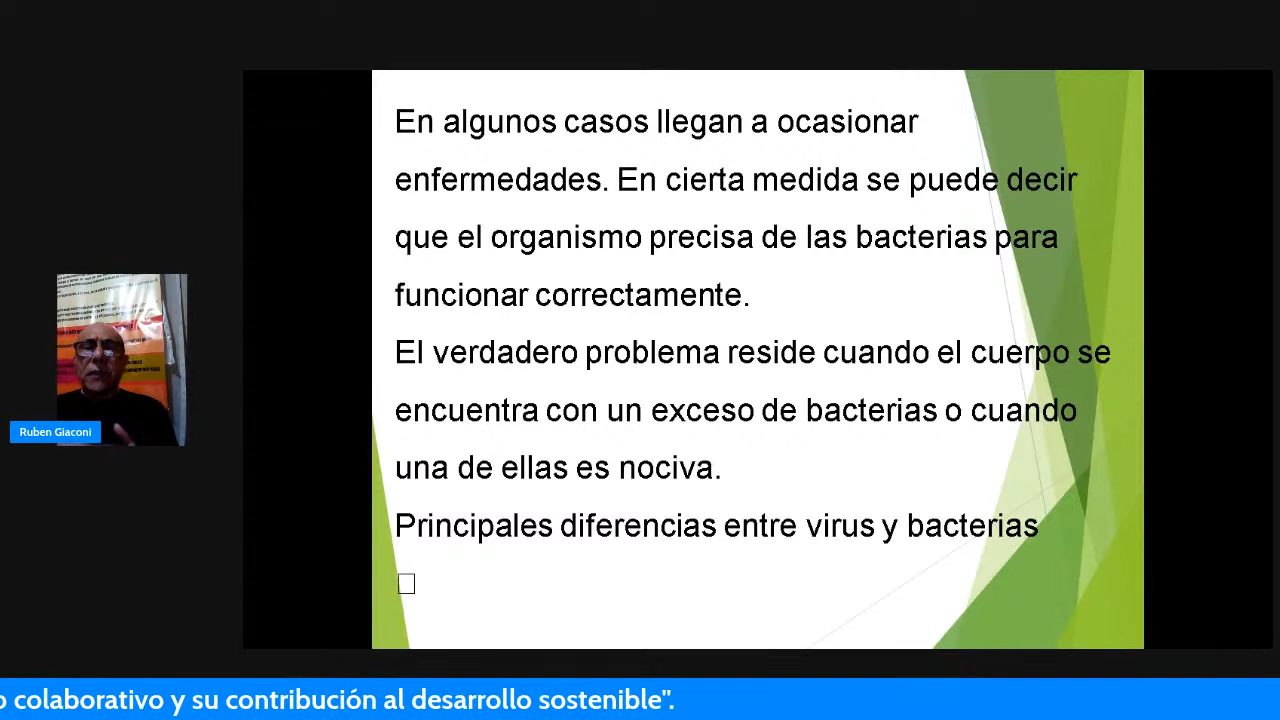 En algunos casos llegan a ocasionar
enfermedades. En cierta medida se puede decir
que el organismo precisa de las bacterias para
funcionar correctamente.
El verdadero problema reside cuando el cuerpo se
encuentra con un exceso de bacterias o cuando
una de ellas es nociva.
Principales diferencias entre virus y bacterias
Ruben Giaconi
o colaborativo y su contribución al desarrollo sostenible".